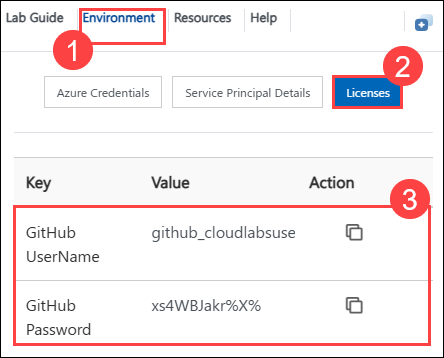 Lab Guide Environment Resources Help
1
2
Azure Credentials Service Principal Details Licenses
Key Value Action
3
GitHub UserName github_cloudlabsuse
GitHub Password xs4WBJakr%X%